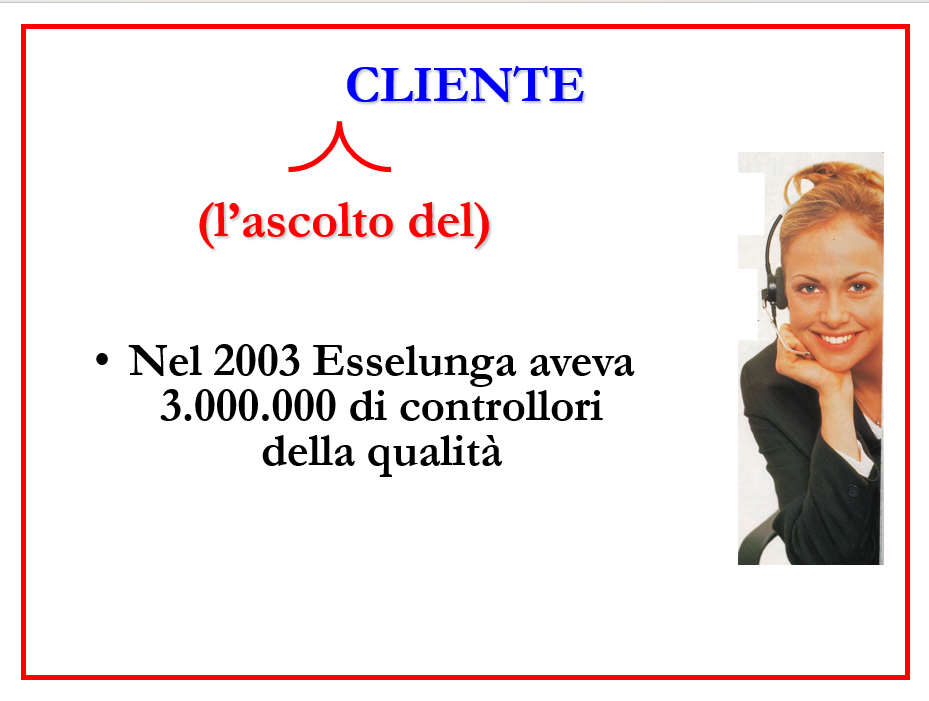 CLIENTE
(l’ascolto del)
• Nel 2003 Esselunga aveva
3.000.000 di controllori
della qualità